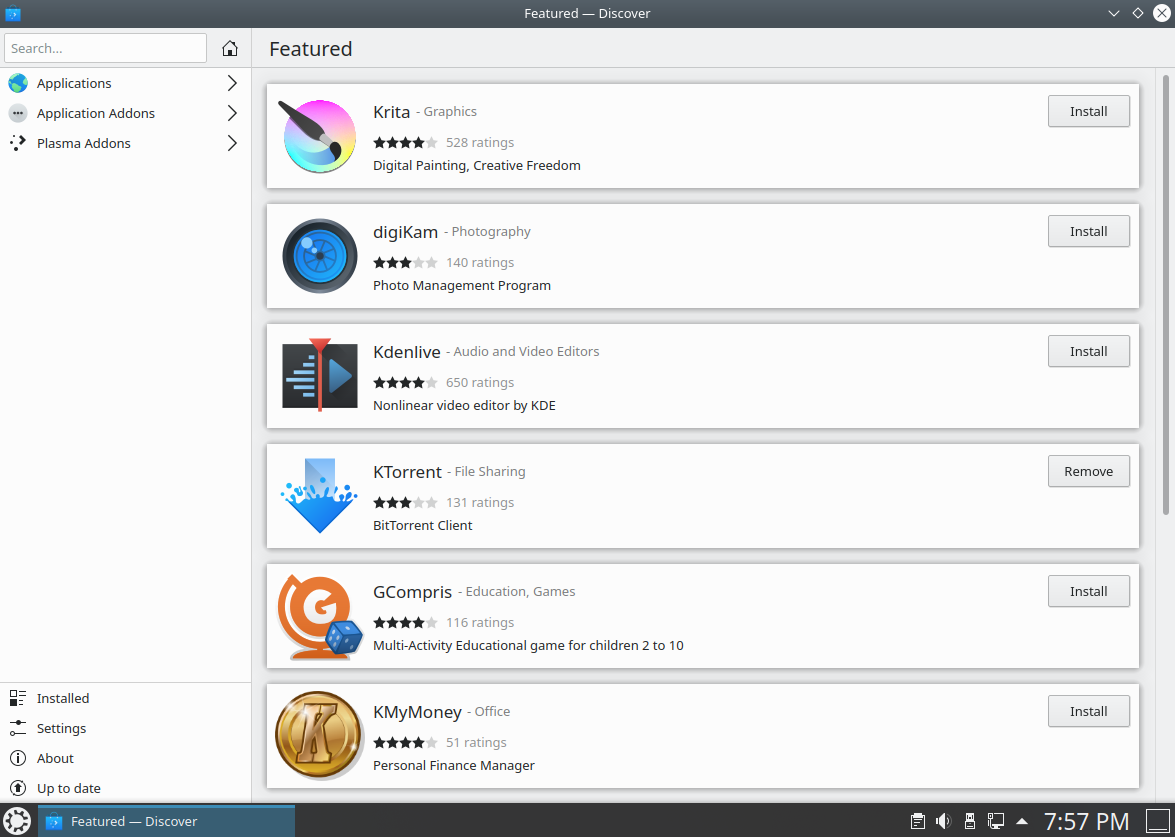 Featured — Discover
Search...
Featured
Applications
Application Addons
Plasma Addons
Krita - Graphics
Install
528 ratings
Digital Painting, Creative Freedom
digiKam - Photography
Install
140 ratings
Photo Management Program
Kdenlive - Audio and Video Editors
Install
650 ratings
Nonlinear video editor by KDE
KTorrent - File Sharing
Remove
131 ratings
BitTorrent Client
GCompris - Education, Games
Install
116 ratings
Multi-Activity Educational game for children 2 to 10
KMyMoney - Office
Install
51 ratings
Personal Finance Manager
Installed
Settings
About
Up to date
Featured — Discover
7:57 PM